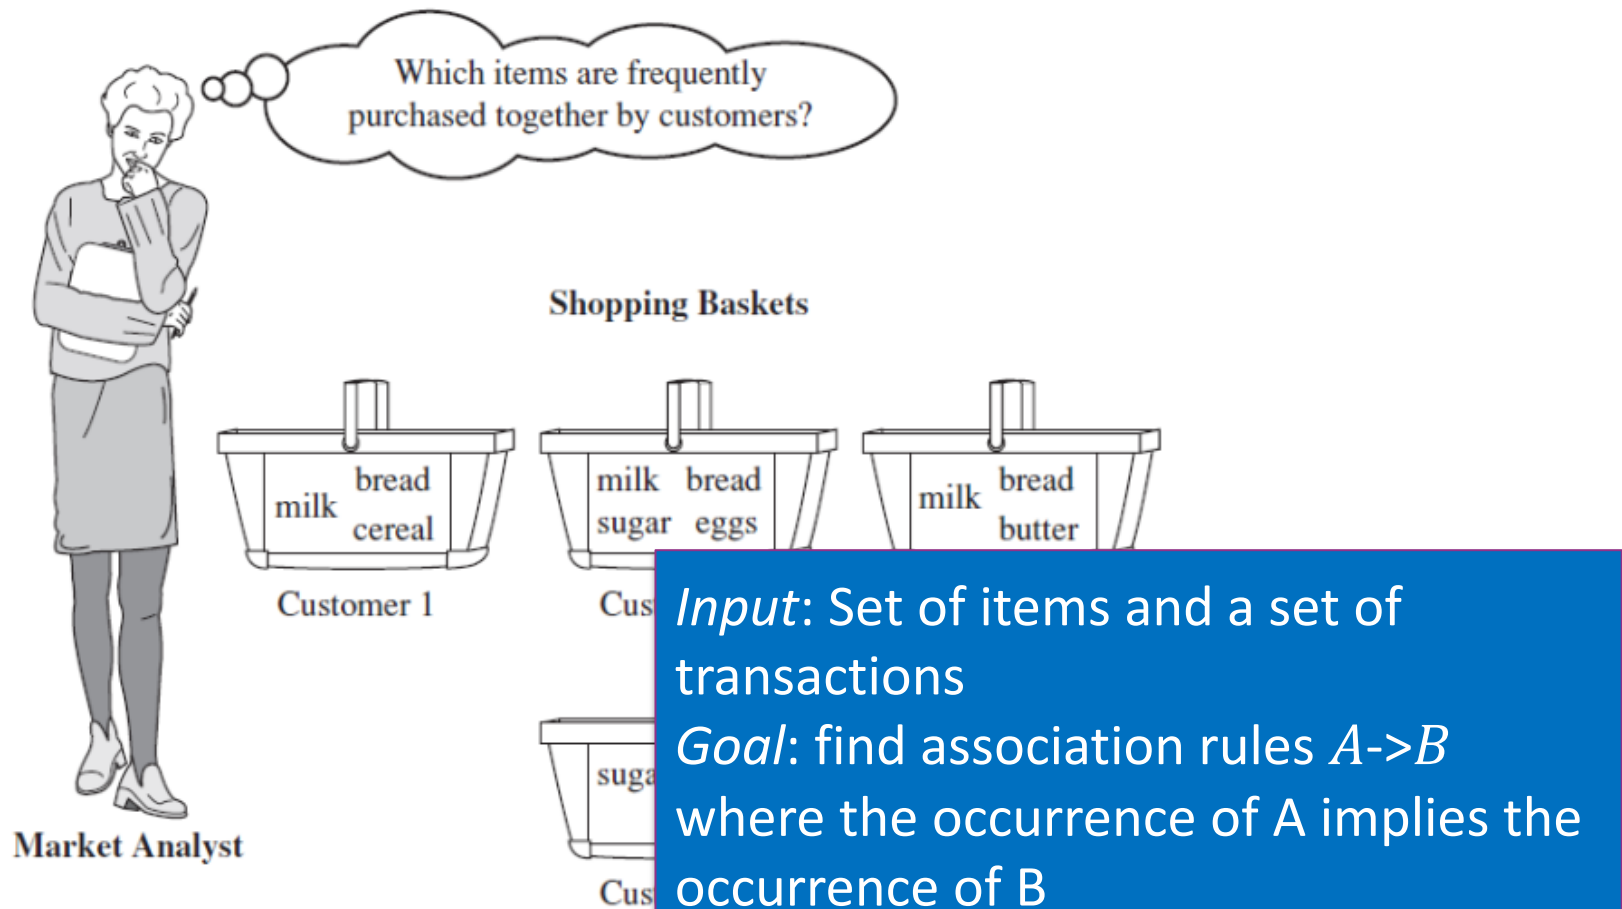 Which items are frequently
purchased together by customers?
Shopping Baskets
milk bread
cereal
milk bread
sugar eggs
milk bread
butter
Customer 1
Input: Set of items and a set of
transactions
Goal: find association rules A->B
where the occurrence of A implies the
occurrence of B
Market Analyst